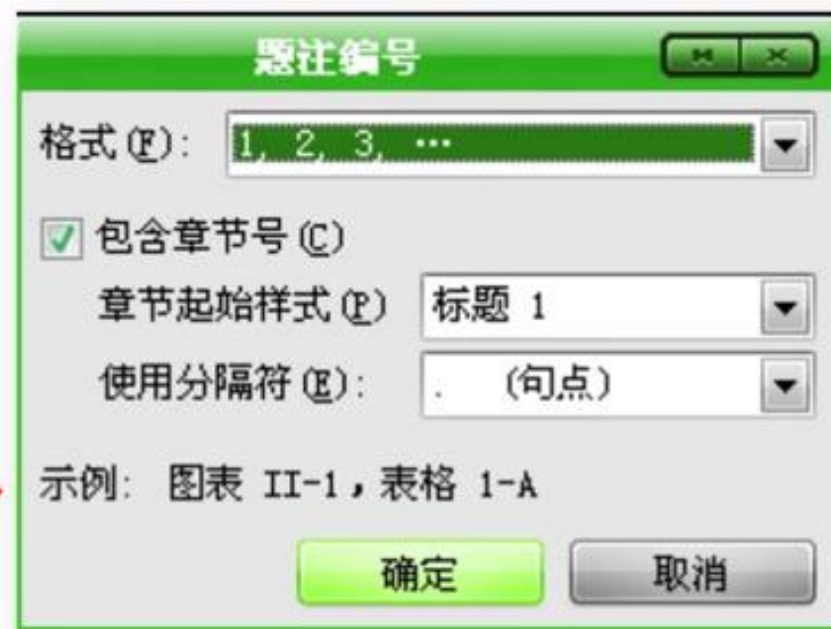 题注编号
格式(F): 1, 2, 3, …
包含章节号(C)
章节起始样式(P) 标题 1
使用分隔符(E): . (句点)
示例: 图表 II-1，表格 1-A
确定 取消